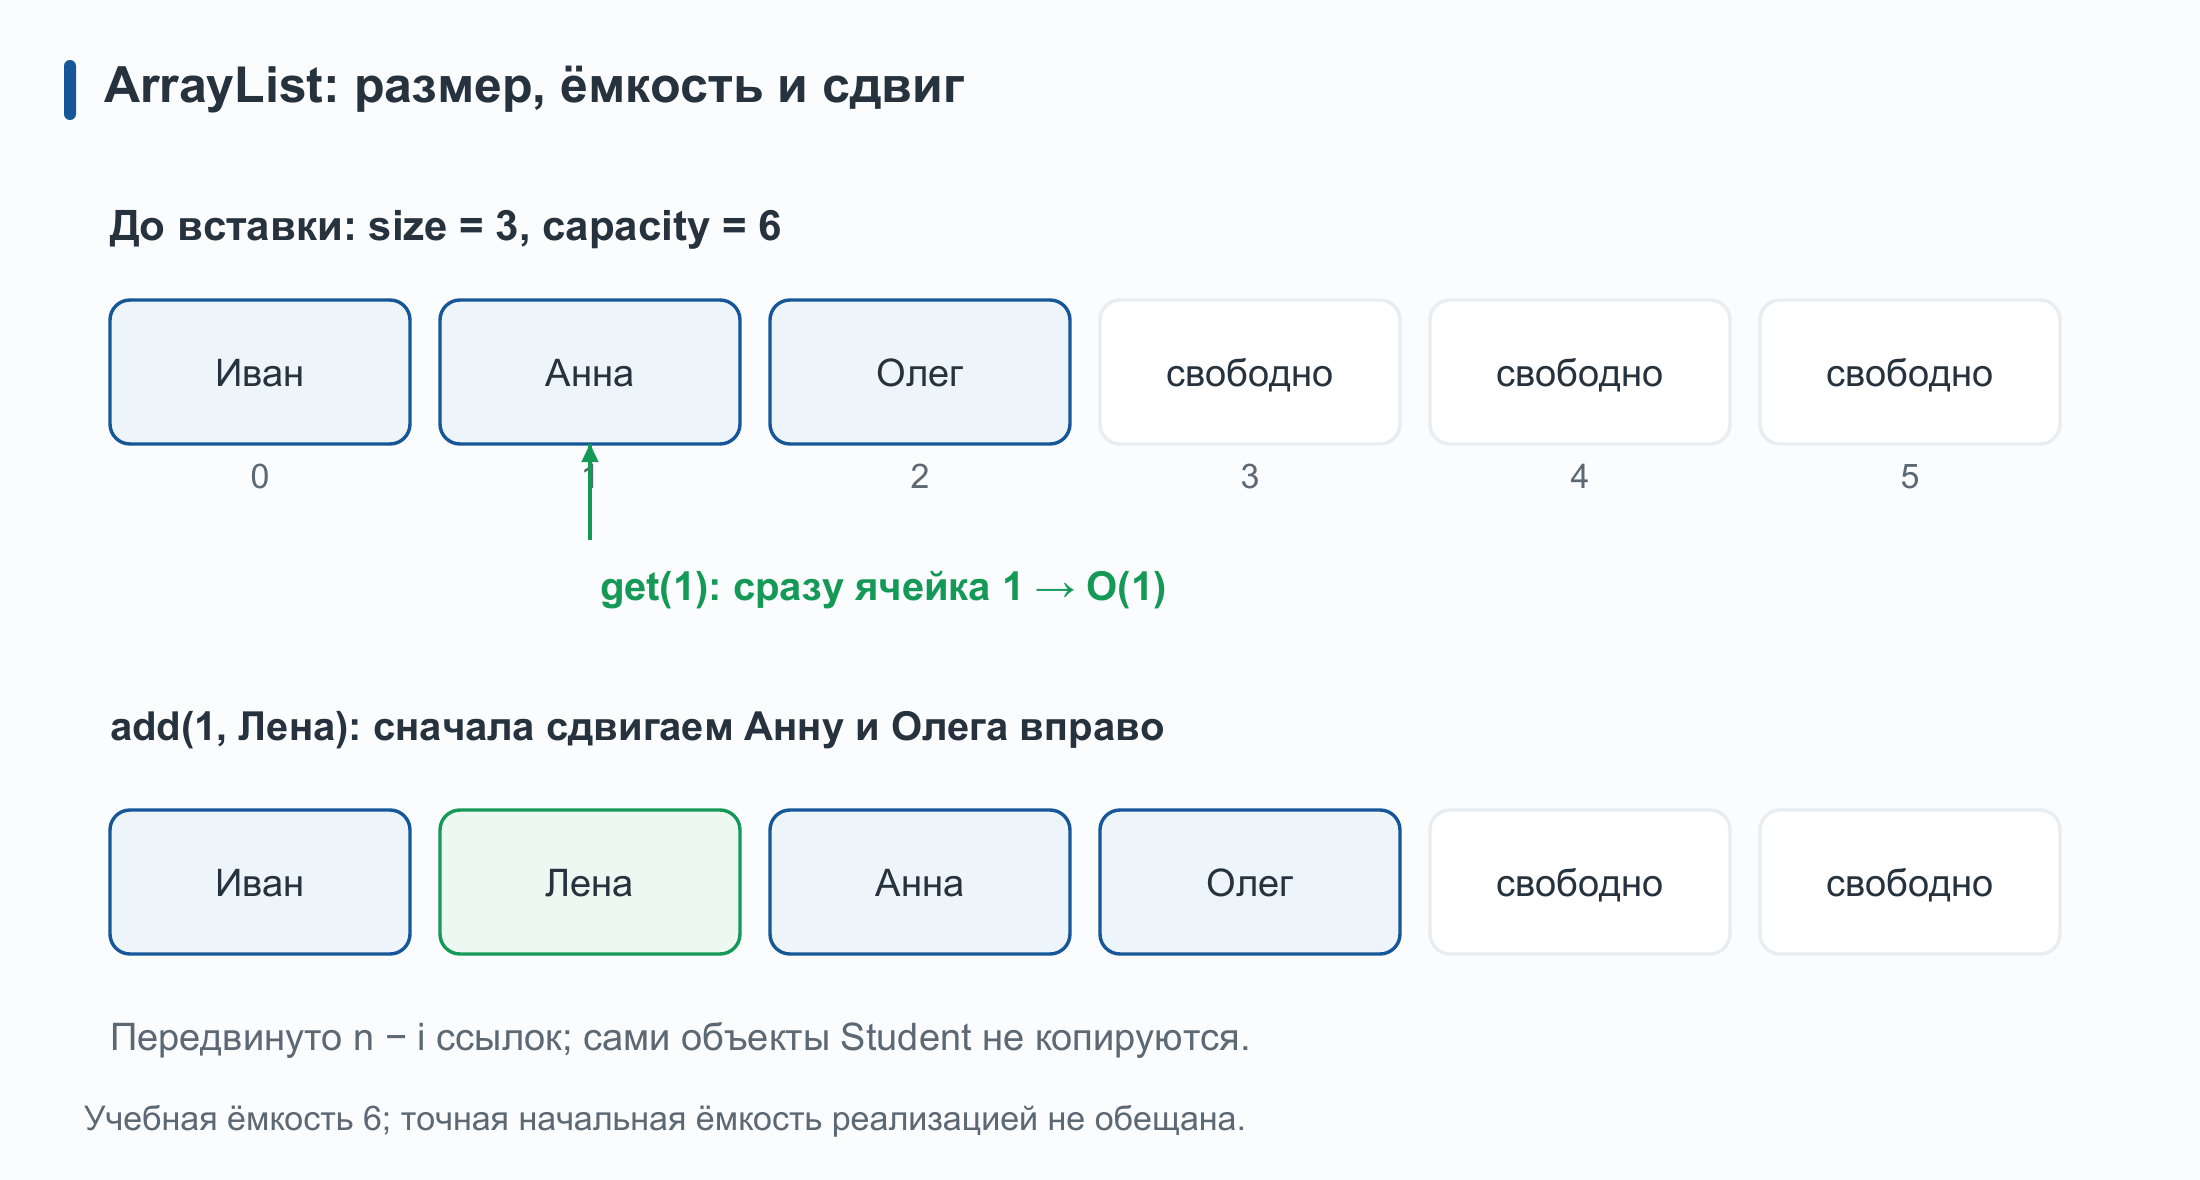 ArrayList: размер, ёмкость и сдвиг
До вставки: size = 3, capacity = 6
Иван Анна Олег свободно свободно свободно
0 1 2 3 4 5
get(1): сразу ячейка 1 → O(1)
add(1, Лена): сначала сдвигаем Анну и Олега вправо
Иван Лена Анна Олег свободно свободно
Передвинуто n − i ссылок; сами объекты Student не копируются.
Учебная ёмкость 6; точная начальная ёмкость реализацией не обещана.